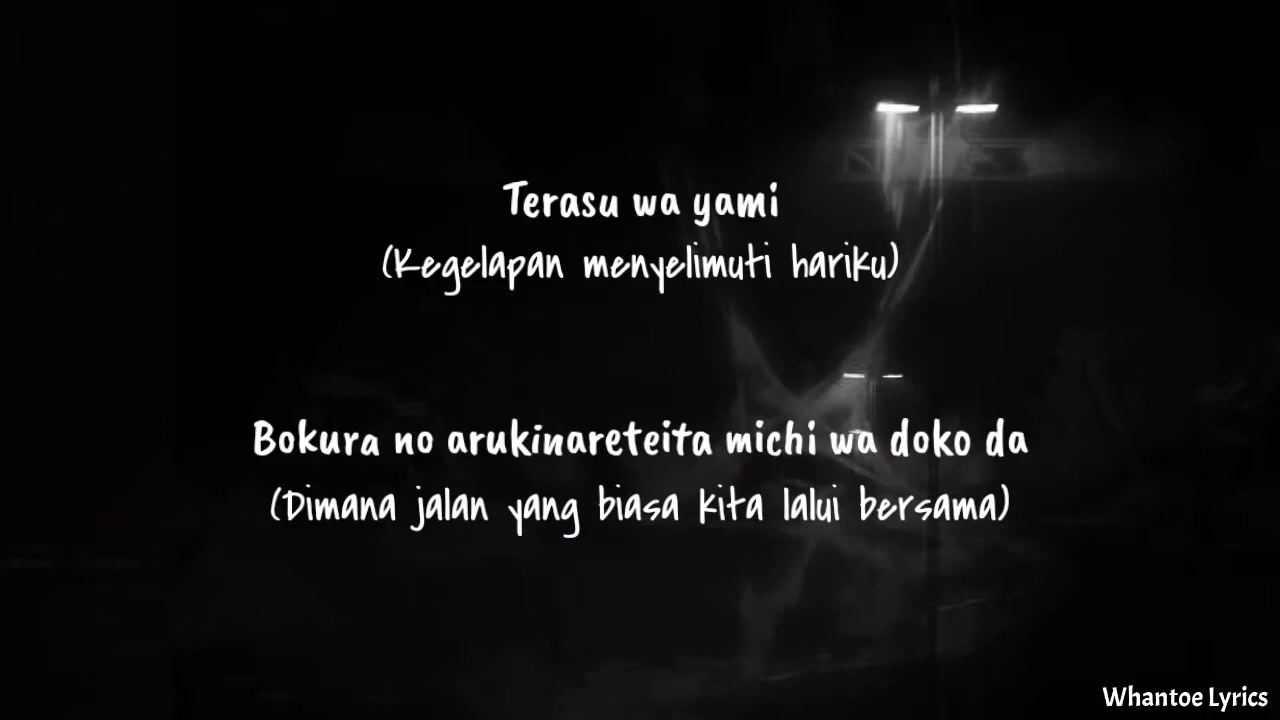 Terasu wa yami
(Kegelapan menyelimuti hariku)
Bokura no arukinareteita michi wa doko da
(Dimana jalan yang biasa kita lalui bersama)
Whantoe Lyrics